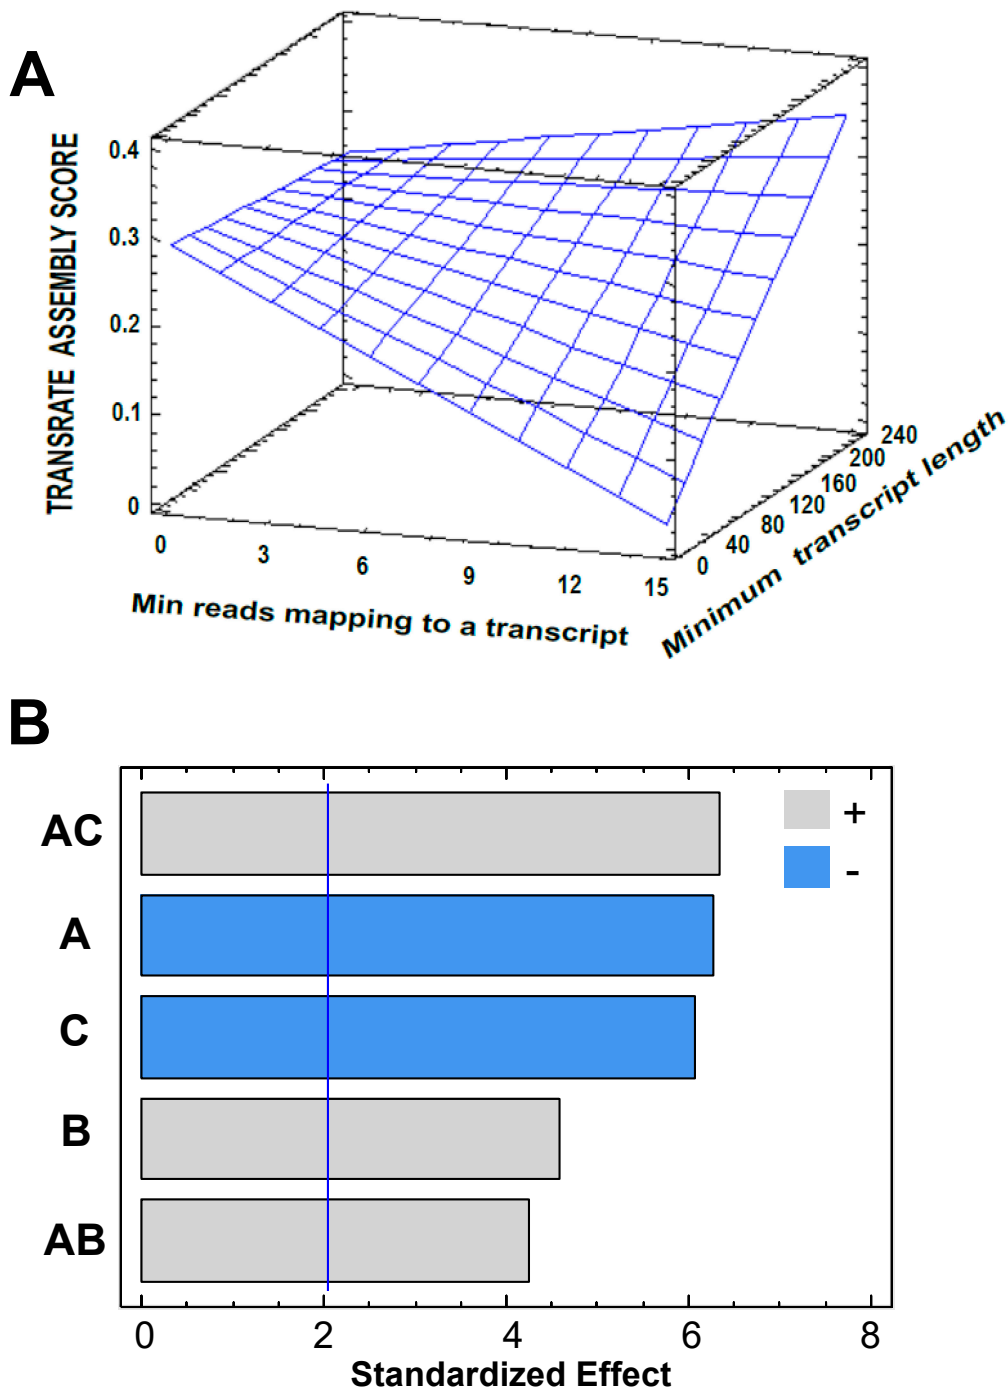 A
TRANSRATE ASSEMBLY SCORE
0.4
0.3
0.2
0.1
0
0
3
6
9
12
15
Min reads mapping to a transcript
0
40
80
120
160
200
240
Minimum transcript length
B
AC
A
C
B
AB
+
-
0 2 4 6 8
Standardized Effect